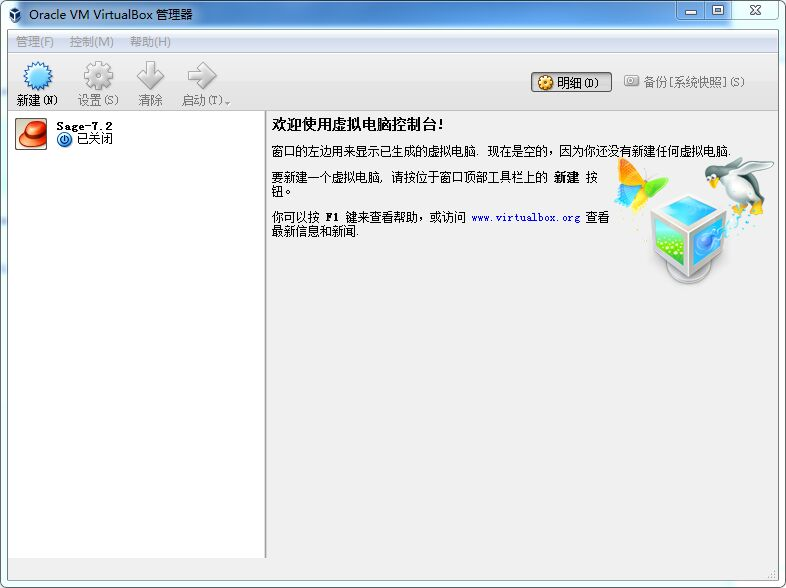 Oracle VM VirtualBox 管理器
管理(F) 控制(M) 帮助(H)
新建(N) 设置(S) 清除 启动(T) 明细(D) 备份[系统快照](S)
Sage-7.2
已关闭
欢迎使用虚拟电脑控制台!
窗口的左边用来显示已生成的虚拟电脑. 现在是空的，因为你还没有新建任何虚拟电脑.
要新建一个虚拟电脑, 请按位于窗口顶部工具栏上的 新建 按
钮。
你可以按 F1 键来查看帮助，或访问 www.virtualbox.org 查看
最新信息和新闻.